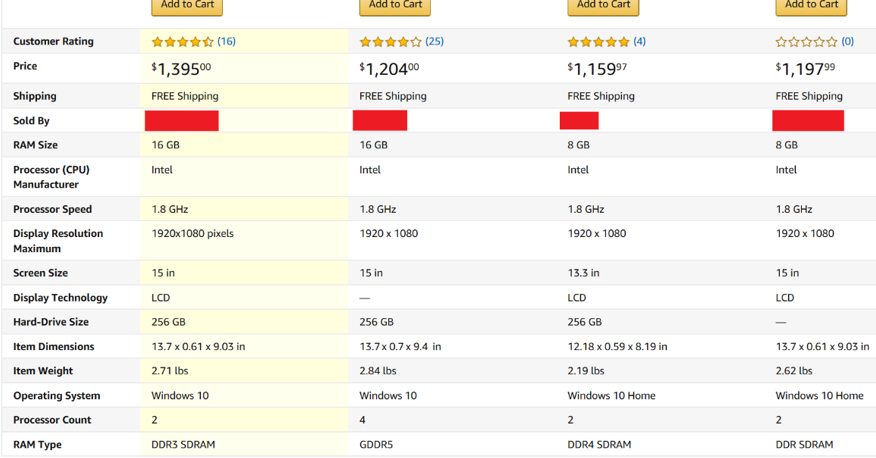 Add to Cart Add to Cart Add to Cart Add to Cart
Customer Rating (16) (25) (4) (0)
Price $1,395 00 $1,204 00 $1,159 97 $1,197 99
Shipping FREE Shipping FREE Shipping FREE Shipping FREE Shipping
Sold By
RAM Size 16 GB 16 GB 8 GB 8 GB
Processor (CPU) Intel Intel Intel Intel
Manufacturer
Processor Speed 1.8 GHz 1.8 GHz 1.8 GHz 1.8 GHz
Display Resolution 1920x1080 pixels 1920 x 1080 1920 x 1080 1920 x 1080
Maximum
Screen Size 15 in 15 in 13.3 in 15 in
Display Technology LCD — LCD LCD
Hard-Drive Size 256 GB 256 GB 256 GB —
Item Dimensions 13.7 x 0.61 x 9.03 in 13.7 x 0.7 x 9.4 in 12.18 x 0.59 x 8.19 in 13.7 x 0.61 x 9.03 in
Item Weight 2.71 lbs 2.84 lbs 2.19 lbs 2.62 lbs
Operating System Windows 10 Windows 10 Windows 10 Home Windows 10 Home
Processor Count 2 4 2 2
RAM Type DDR3 SDRAM GDDR5 DDR4 SDRAM DDR SDRAM